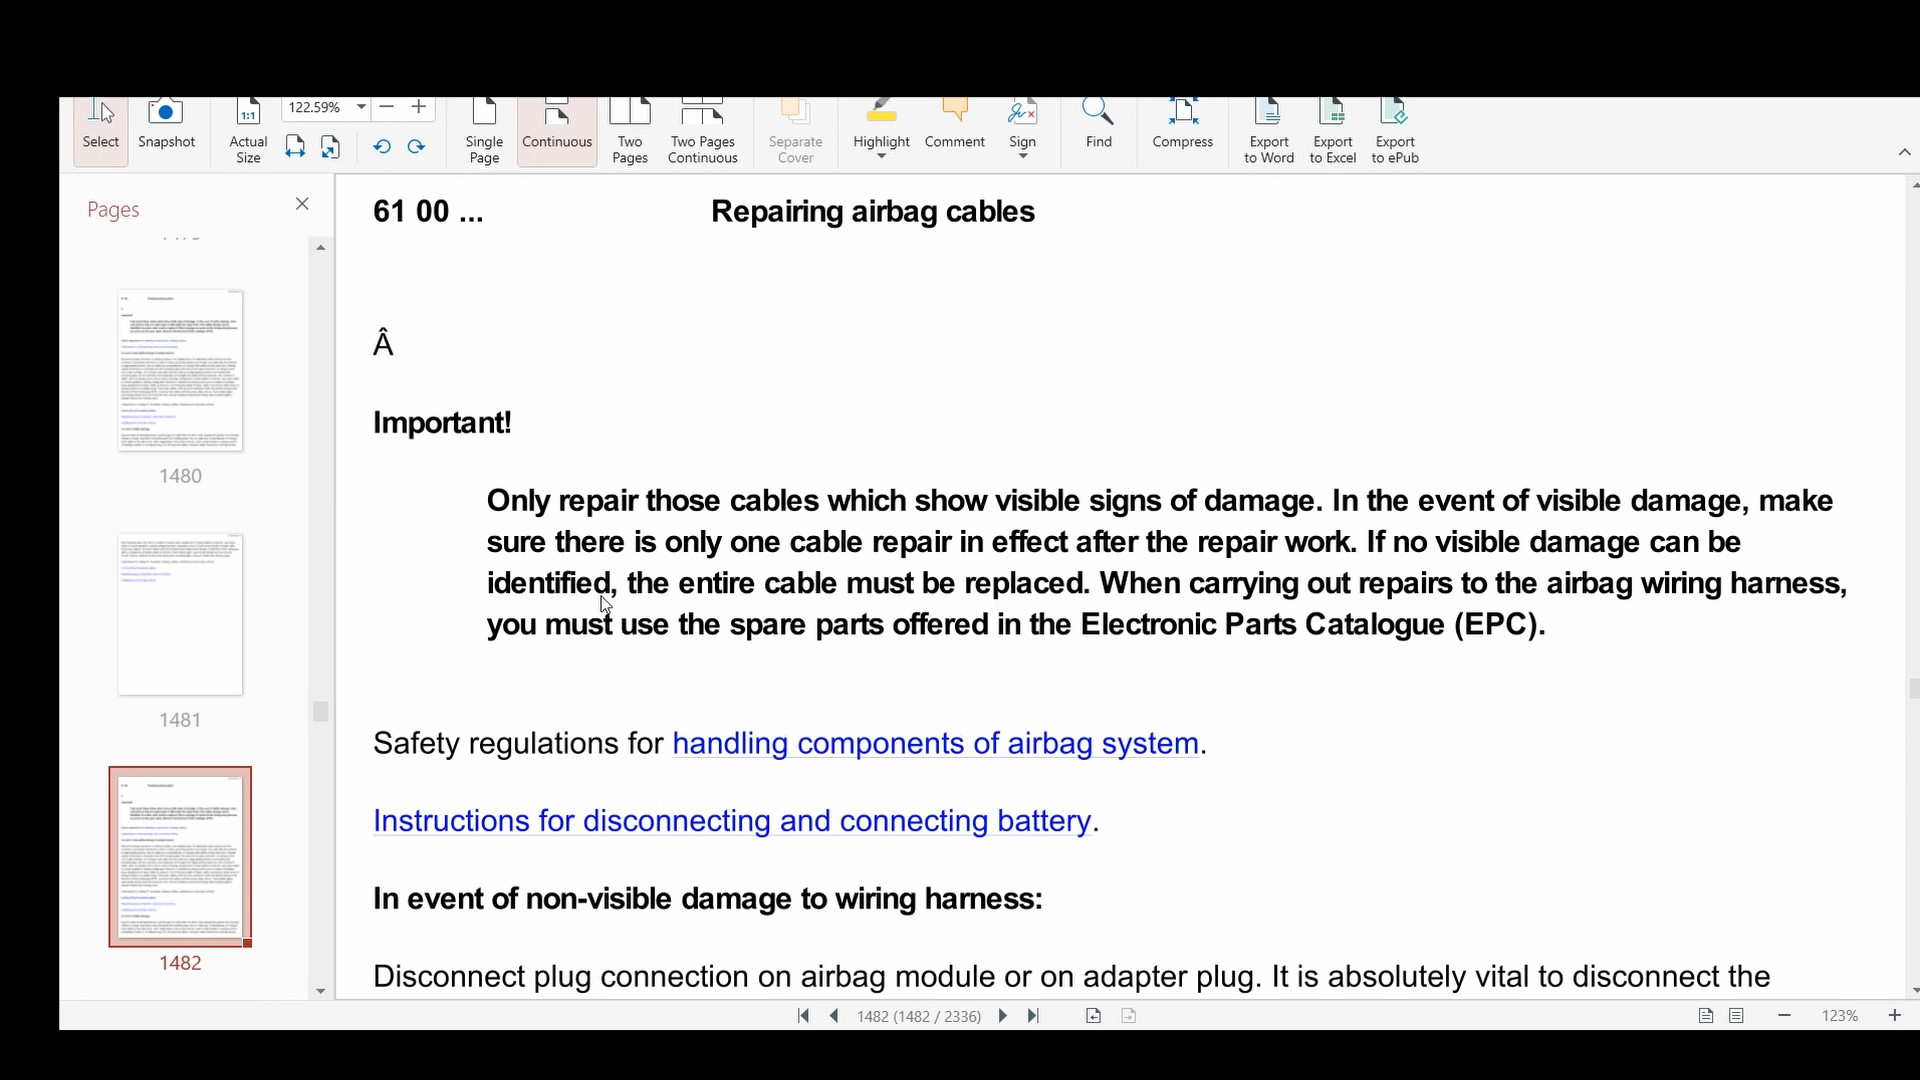 122.59%
Select
Snapshot
Actual
Size
1:1
Single
Page
Continuous
Two
Pages
Two Pages
Continuous
Separate
Cover
Highlight
Comment
Sign
Find
Compress
Export
to Word
Export
to Excel
Export
to ePub
Pages
1480
1481
1482
61 00 ... Repairing airbag cables
Â
Important!
Only repair those cables which show visible signs of damage. In the event of visible damage, make
sure there is only one cable repair in effect after the repair work. If no visible damage can be
identified, the entire cable must be replaced. When carrying out repairs to the airbag wiring harness,
you must use the spare parts offered in the Electronic Parts Catalogue (EPC).
Safety regulations for handling components of airbag system.
Instructions for disconnecting and connecting battery.
In event of non-visible damage to wiring harness:
Disconnect plug connection on airbag module or on adapter plug. It is absolutely vital to disconnect the
1482 (1482 / 2336)
123%